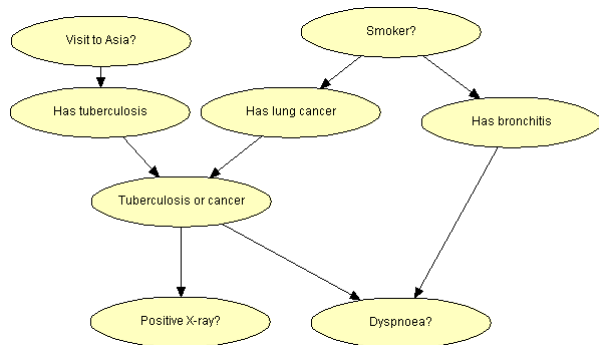 Visit to Asia?
Smoker?
Has tuberculosis
Has lung cancer
Has bronchitis
Tuberculosis or cancer
Positive X-ray?
Dyspnoea?